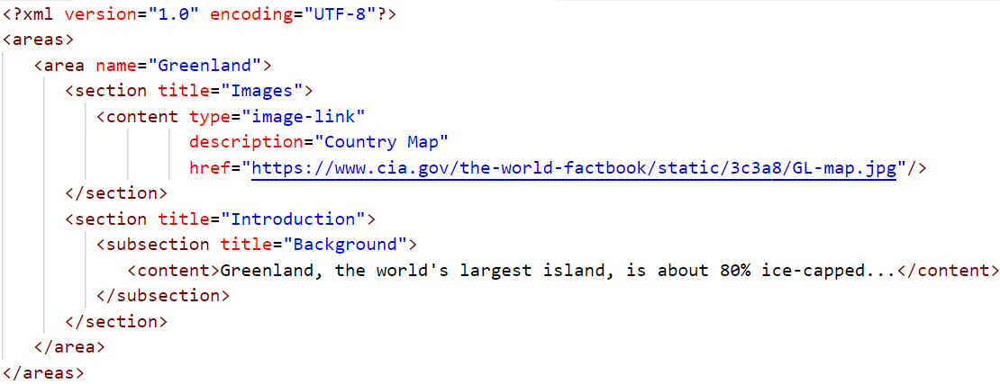 <?xml version="1.0" encoding="UTF-8"?>
<areas>
<area name="Greenland">
<section title="Images">
<content type="image-link"
description="Country Map"
href="https://www.cia.gov/the-world-factbook/static/3c3a8/GL-map.jpg"/>
</section>
<section title="Introduction">
<subsection title="Background">
<content>Greenland, the world's largest island, is about 80% ice-capped...</content>
</subsection>
</section>
</area>
</areas>